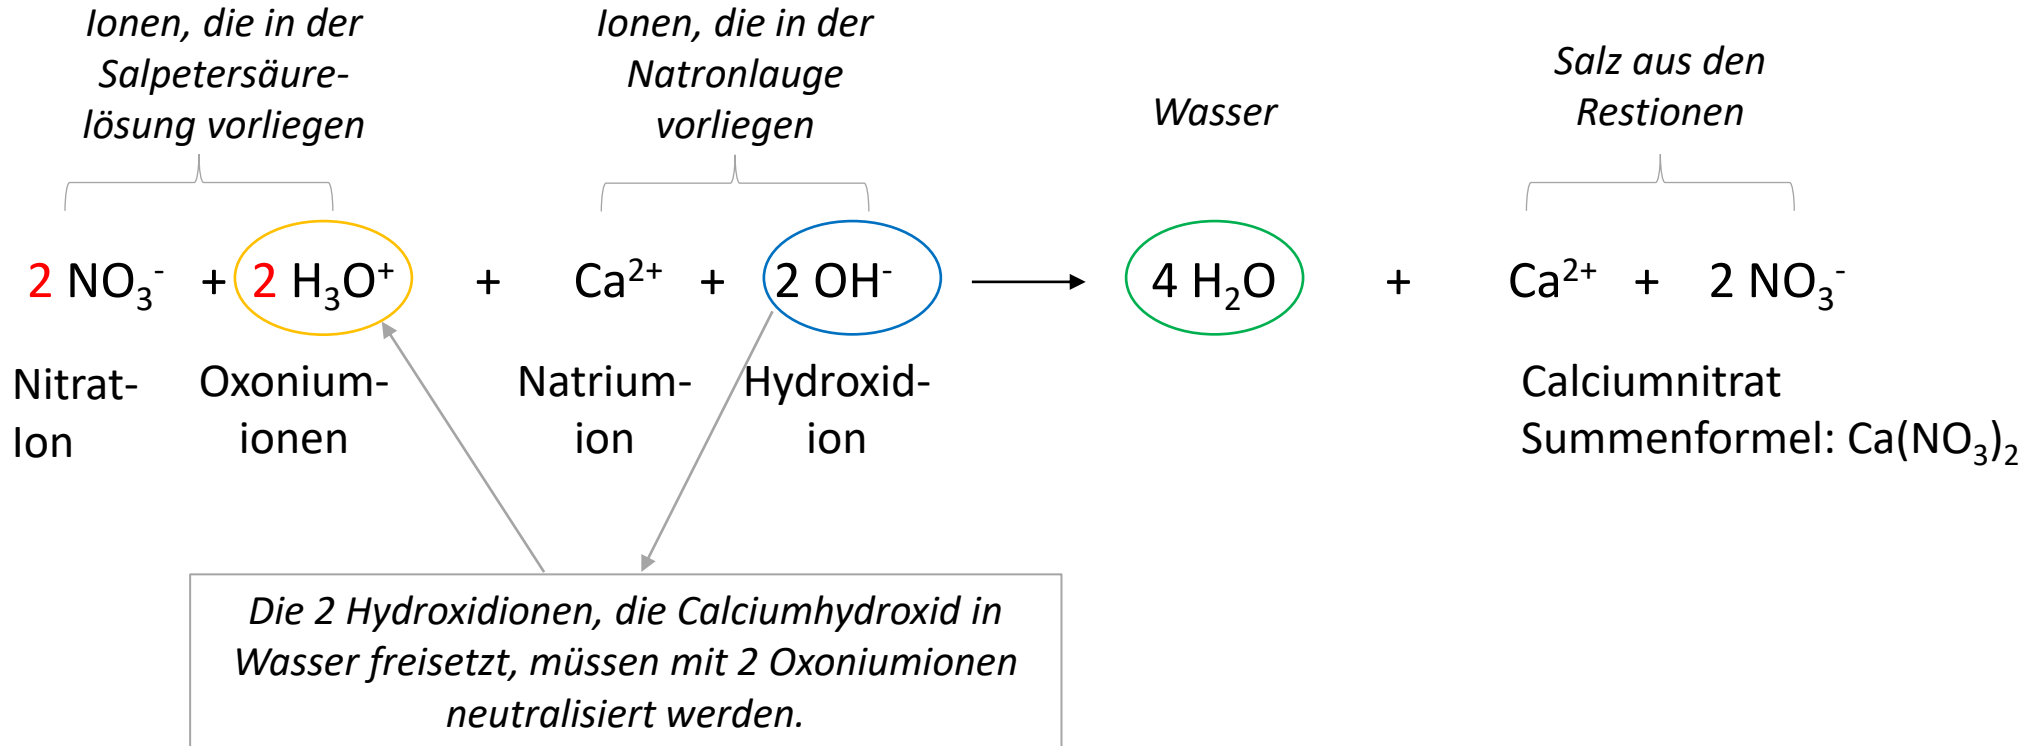 Ionen, die in der
Salpetersäure-
lösung vorliegen
Ionen, die in der
Natronlauge
vorliegen
Wasser
Salz aus den
Restionen
2 NO₃⁻ + 2 H₃O⁺ + Ca²⁺ + 2 OH⁻ ⟶ 4 H₂O + Ca²⁺ + 2 NO₃⁻
Nitrat-
Ion
Oxonium-
ionen
Natrium-
ion
Hydroxid-
ion
Calciumnitrat
Summenformel: Ca(NO₃)₂
Die 2 Hydroxidionen, die Calciumhydroxid in
Wasser freisetzt, müssen mit 2 Oxoniumionen
neutralisiert werden.